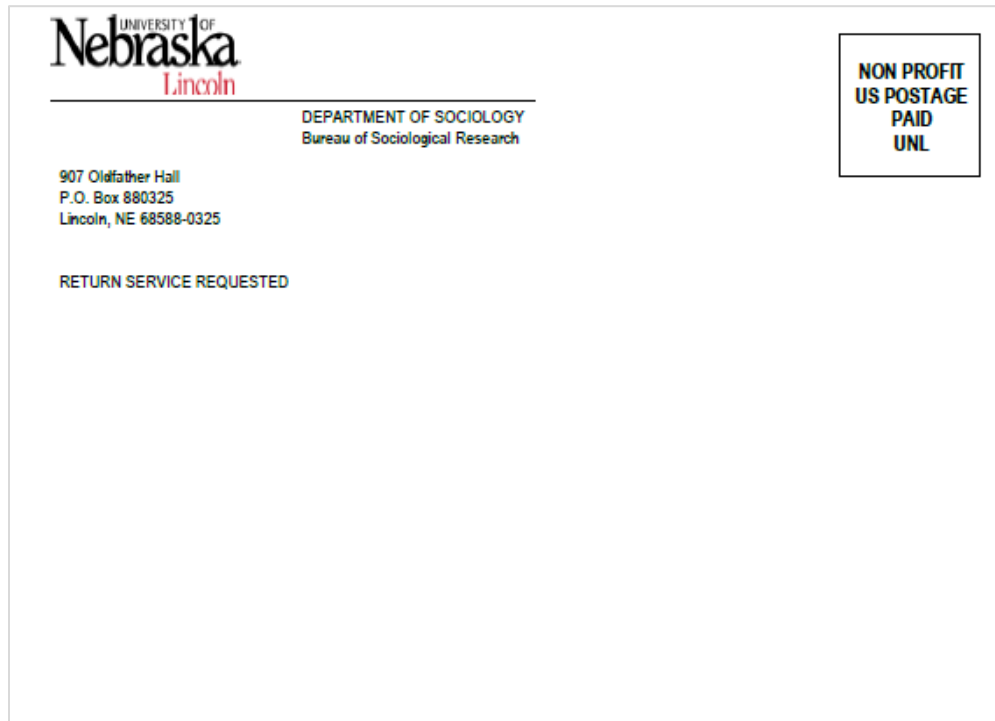 UNIVERSITY OF
Nebraska
Lincoln
DEPARTMENT OF SOCIOLOGY
Bureau of Sociological Research
907 Oldfather Hall
P.O. Box 880325
Lincoln, NE 68588-0325
RETURN SERVICE REQUESTED
NON PROFIT
US POSTAGE
PAID
UNL